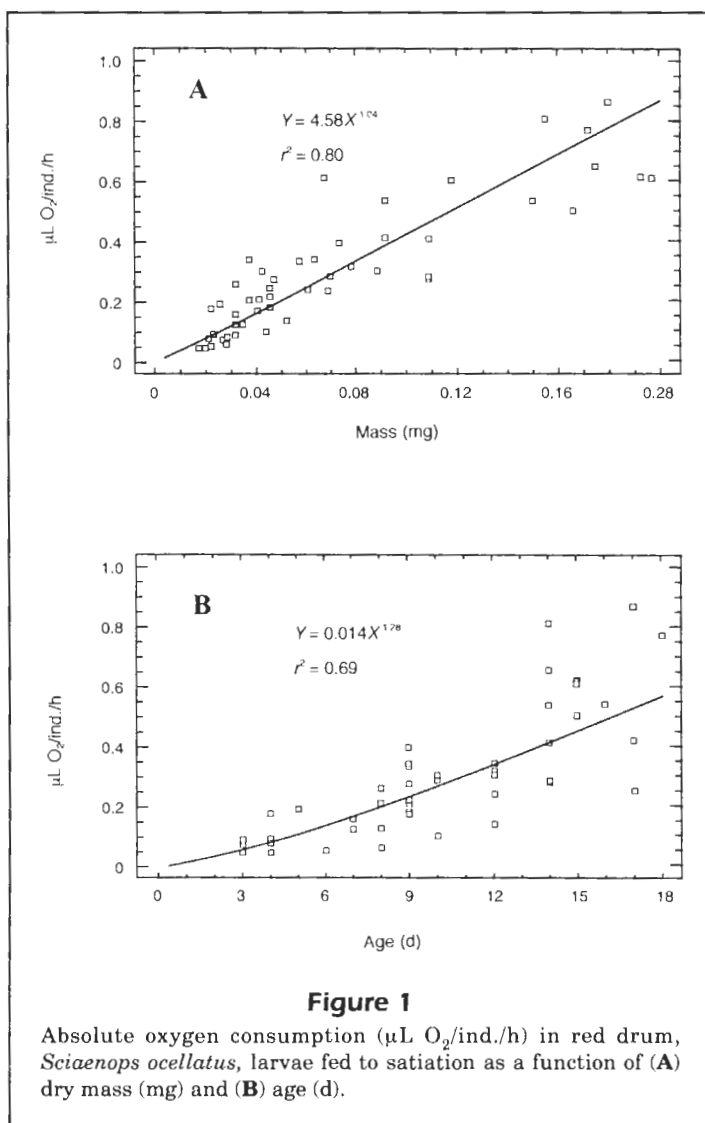 A
Y = 4.58X^1.04
r² = 0.80
1.0
0.8
0.6
0.4
0.2
0
µL O₂/ind./h
0 0.04 0.08 0.12 0.16 0.28
Mass (mg)
B
Y = 0.014X^1.28
r² = 0.69
1.0
0.8
0.6
0.4
0.2
0
µL O₂/ind./h
0 3 6 9 12 15 18
Age (d)
Figure 1
Absolute oxygen consumption (µL O₂/ind./h) in red drum,
Sciaenops ocellatus, larvae fed to satiation as a function of (A)
dry mass (mg) and (B) age (d).